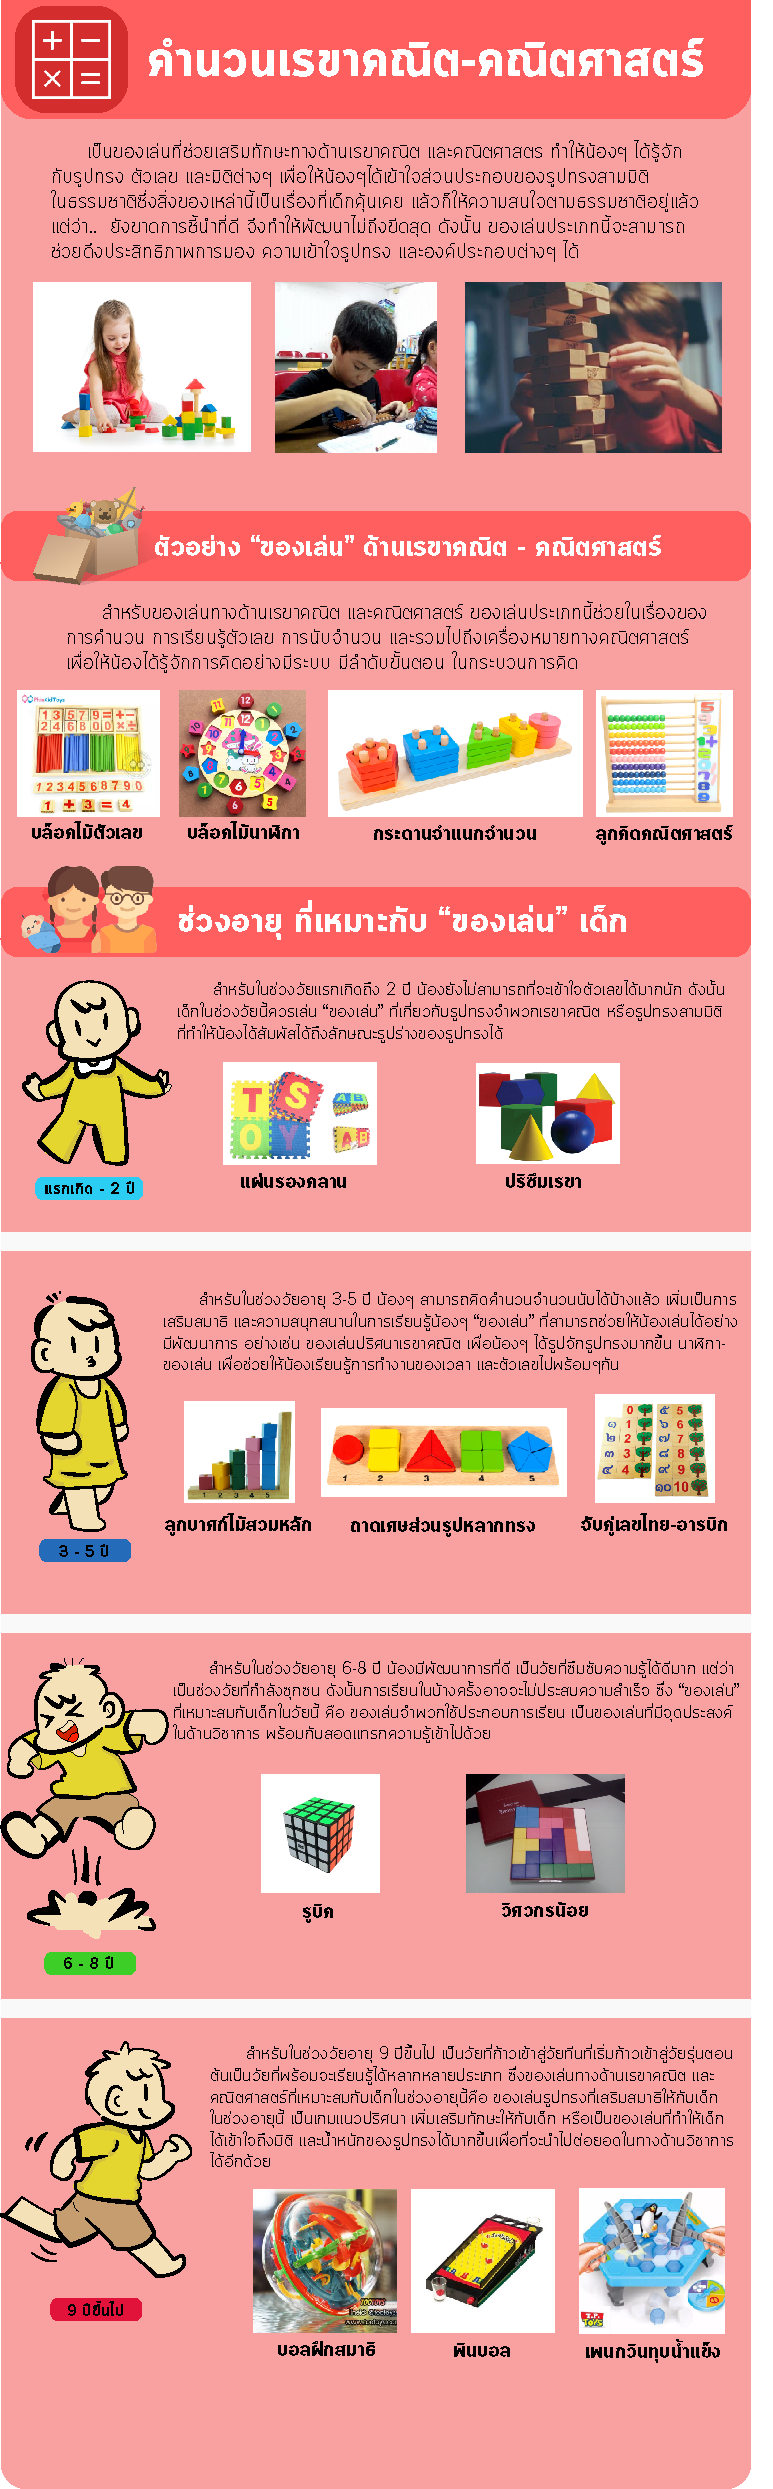 คำนวนเรขาคณิต-คณิตศาสตร์
เป็นของเล่นที่ช่วยเสริมทักษะทางด้านเรขาคณิต และคณิตศาสตร ทำให้น้องๆ ได้รู้จัก
กับรูปทรง ตัวเลข และมิติต่างๆ เพื่อให้น้องๆได้เข้าใจส่วนประกอบของรูปทรงสามมิติ
ในธรรมชาติซึ่งสิ่งของเหล่านี้เป็นเรื่องที่เด็กคุ้นเคย แล้วก็ให้ความสนใจตามธรรมชาติอยู่แล้ว
แต่ว่า.. ยังขาดการชี้นำที่ดี จึงทำให้พัฒนาไม่ถึงขีดสุด ดังนั้น ของเล่นประเภทนี้จะสามารถ
ช่วยดึงประสิทธิภาพการมอง ความเข้าใจรูปทรง และองค์ประกอบต่างๆ ได้
ตัวอย่าง “ของเล่น” ด้านเรขาคณิต - คณิตศาสตร์
สำหรับของเล่นทางด้านเรขาคณิต และคณิตศาสตร์ ของเล่นประเภทนี้ช่วยในเรื่องของ
การคำนวน การเรียนรู้ตัวเลข การนับจำนวน และรวมไปถึงเครื่องหมายทางคณิตศาสตร์
เพื่อให้น้องได้รู้จักการคิดอย่างมีระบบ มีลำดับขั้นตอน ในกระบวนการคิด
บล็อคไม้ตัวเลข
บล็อคไม้นาฬิกา
กระดานจำแนกจำนวน
ลูกคิดคณิตศาสตร์
ช่วงอายุ ที่เหมาะกับ “ของเล่น” เด็ก
สำหรับในช่วงวัยแรกเกิดถึง 2 ปี น้องยังไม่สามารถที่จะเข้าใจตัวเลขได้มากนัก ดังนั้น
เด็กในช่วงวัยนี้ควรเล่น “ของเล่น” ที่เกี่ยวกับรูปทรงจำพวกเรขาคณิต หรือรูปทรงสามมิติ
ที่ทำให้น้องได้สัมผัสได้ถึงลักษณะรูปร่างของรูปทรงได้
T S
O Y
แผ่นรองคลาน
ปริซึมเรขา
แรกเกิด - 2 ปี
สำหรับในช่วงวัยอายุ 3-5 ปี น้องๆ สามารถคิดคำนวนจำนวนนับได้บ้างแล้ว เพิ่มเป็นการ
เสริมสมาธิ และความสนุกสนานในการเรียนรู้น้องๆ “ของเล่น” ที่สามารถช่วยให้น้องเล่นได้อย่าง
มีพัฒนาการ อย่างเช่น ของเล่นปริศนาเรขาคณิต เพื่อน้องๆ ได้รูปจักรูปทรงมากขึ้น นาฬิกา-
ของเล่น เพื่อช่วยให้น้องเรียนรู้การทำงานของเวลา และตัวเลขไปพร้อมๆกัน
1 2 3 4 5
1 2 3 4 5
ลูกบาศก์ไม้สวมหลัก
ถาดเศษส่วนรูปหลากทรง
จับคู่เลขไทย-อารบิก
3 - 5 ปี
สำหรับในช่วงวัยอายุ 6-8 ปี น้องมีพัฒนาการที่ดี เป็นวัยที่ซึมซับความรู้ได้ดีมาก แต่ว่า
เป็นช่วงวัยที่กำลังซุกซน ดังนั้นการเรียนในบ้างครั้งอาจจะไม่ประสบความสำเร็จ ซึ่ง “ของเล่น”
ที่เหมาะสมกับเด็กในวัยนี้ คือ ของเล่นจำพวกใช้ประกอบการเรียน เป็นของเล่นที่มีจุดประสงค์
ในด้านวิชาการ พร้อมกับสอดแทรกความรู้เข้าไปด้วย
รูบิค
วิศวกรน้อย
6 - 8 ปี
สำหรับในช่วงวัยอายุ 9 ปีขึ้นไป เป็นวัยที่ก้าวเข้าสู่วัยทีนที่เริ่มก้าวเข้าสู่วัยรุ่นตอน
ต้นเป็นวัยที่พร้อมจะเรียนรู้ได้หลากหลายประเภท ซึ่งของเล่นทางด้านเรขาคณิต และ
คณิตศาสตร์ที่เหมาะสมกับเด็กในช่วงอายุนี้คือ ของเล่นรูปทรงที่เสริมสมาธิให้กับเด็ก
ในช่วงอายุนี้ เป็นเกมแนวปริศนา เพิ่มเสริมทักษะให้กับเด็ก หรือเป็นของเล่นที่ทำให้เด็ก
ได้เข้าใจถึงมิติ และน้ำหนักของรูปทรงได้มากขึ้นเพื่อที่จะนำไปต่อยอดในทางด้านวิชาการ
ได้อีกด้วย
9 ปีขึ้นไป
บอลฝึกสมาธิ
พินบอล
เพนกวินทุบน้ำแข็ง